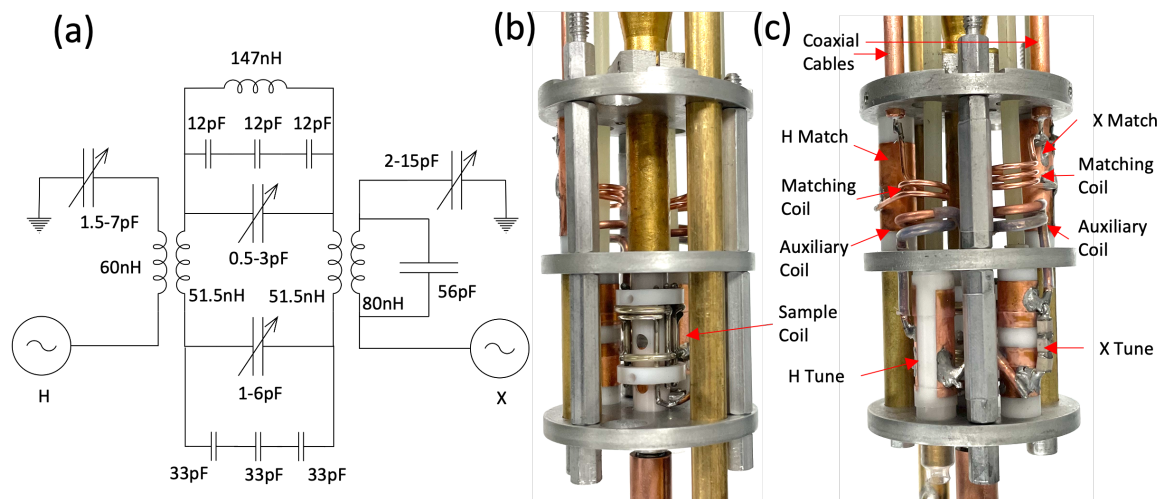 (a)
147nH
12pF 12pF 12pF
2-15pF
1.5-7pF
0.5-3pF
60nH
51.5nH 51.5nH
80nH
56pF
H
1-6pF
X
33pF 33pF 33pF
(b)
Sample
Coil
(c)
Coaxial
Cables
H Match
X Match
Matching
Coil
Matching
Coil
Auxiliary
Coil
Auxiliary
Coil
H Tune
X Tune